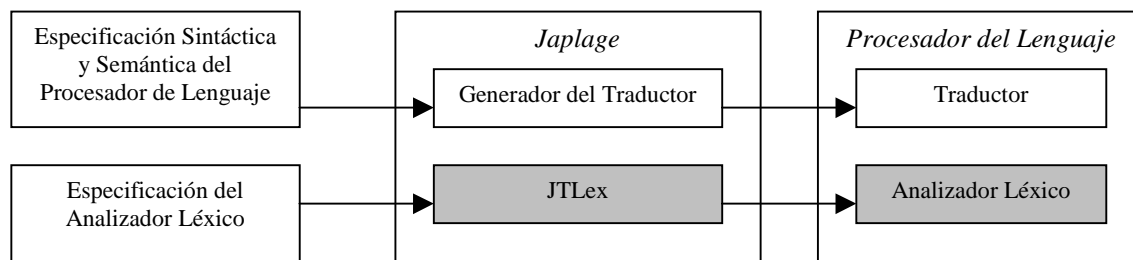 Especificación Sintáctica
y Semántica del
Procesador de Lenguaje
Japlage
Generador del Traductor
Procesador del Lenguaje
Traductor
Especificación del
Analizador Léxico
JTLex
Analizador Léxico